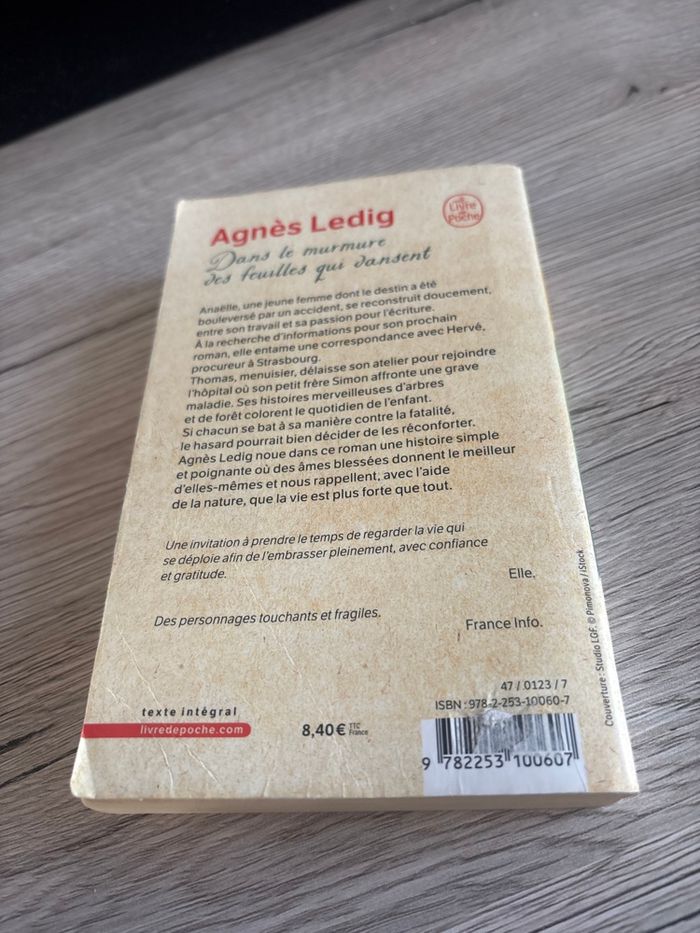 Agnès Ledig
Le
Livre
de
Poche
Dans le murmure
des feuilles qui dansent
Anaëlle, une jeune femme dont le destin a été
bouleversé par un accident, se reconstruit doucement,
entre son travail et sa passion pour l'écriture.
À la recherche d'informations pour son prochain
roman, elle entame une correspondance avec Hervé,
procureur à Strasbourg.
Thomas, menuisier, délaisse son atelier pour rejoindre
l'hôpital où son petit frère Simon affronte une grave
maladie. Ses histoires merveilleuses d'arbres
et de forêt colorent le quotidien de l'enfant.
Si chacun se bat à sa manière contre la fatalité,
le hasard pourrait bien décider de les réconforter.
Agnès Ledig noue dans ce roman une histoire simple
et poignante où des âmes blessées donnent le meilleur
d'elles-mêmes et nous rappellent, avec l'aide
de la nature, que la vie est plus forte que tout.
Une invitation à prendre le temps de regarder la vie qui
se déploie afin de l'embrasser pleinement, avec confiance
et gratitude.
Elle.
Des personnages touchants et fragiles.
France Info.
Couverture : Studio LGF. © Pimonova / iStock.
texte intégral
livredepoche.com
8,40 € TTC
France
47 / 0123 / 7
ISBN : 978-2-253-10060-7
9 782253 100607